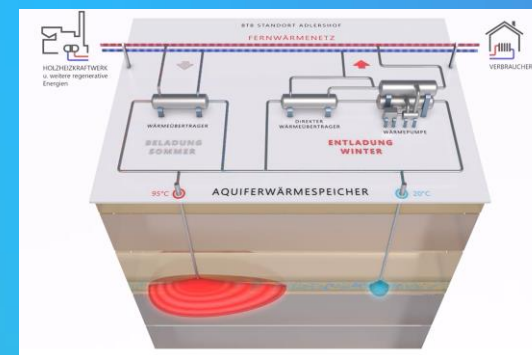 BTB STANDORT ADLERSHOF
FERNWÄRMENETZ
HOLZHEIZKRAFTWERK
u. weitere regenerative
Energien
VERBRAUCHER
WÄRMEÜBERTRAGER
DIREKTER
WÄRMEÜBERTRAGER
WÄRMEPUMPE
BELADUNG
SOMMER
ENTLADUNG
WINTER
95°C
AQUIFERWÄRMESPEICHER
20°C